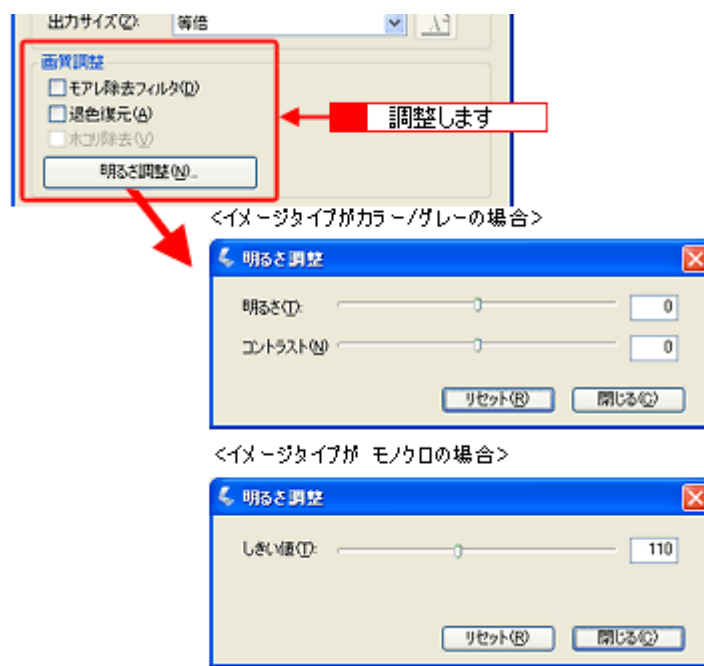 出力サイズ(Z): 等倍
画質調整
モアレ除去フィルタ(D)
退色復元(A)
調整します
ホコリ除去(V)
明るさ調整(N)...
<イメージタイプがカラー/グレーの場合>
明るさ調整
明るさ(T): 0
コントラスト(N) 0
リセット(R) 閉じる(C)
<イメージタイプが モノクロの場合>
明るさ調整
しきい値(T): 110
リセット(R) 閉じる(C)